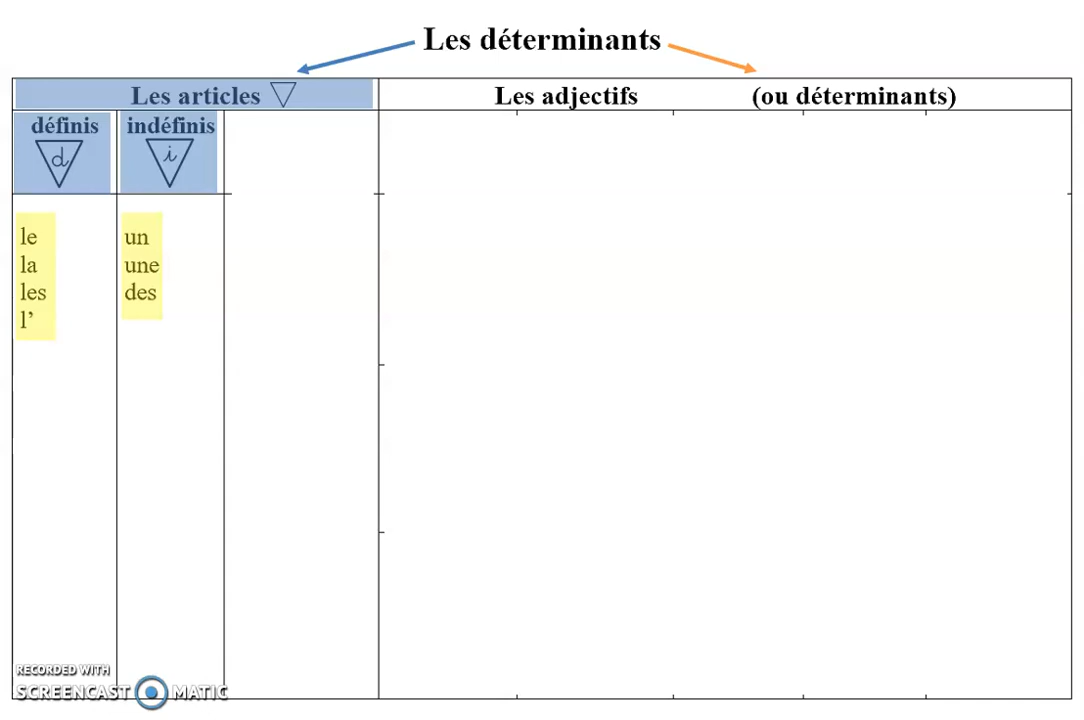 Les déterminants
Les articles
Les adjectifs (ou déterminants)
définis
indéfinis
d
i
le
la
les
l’
un
une
des
RECORDED WITH
SCREENCAST MATIC